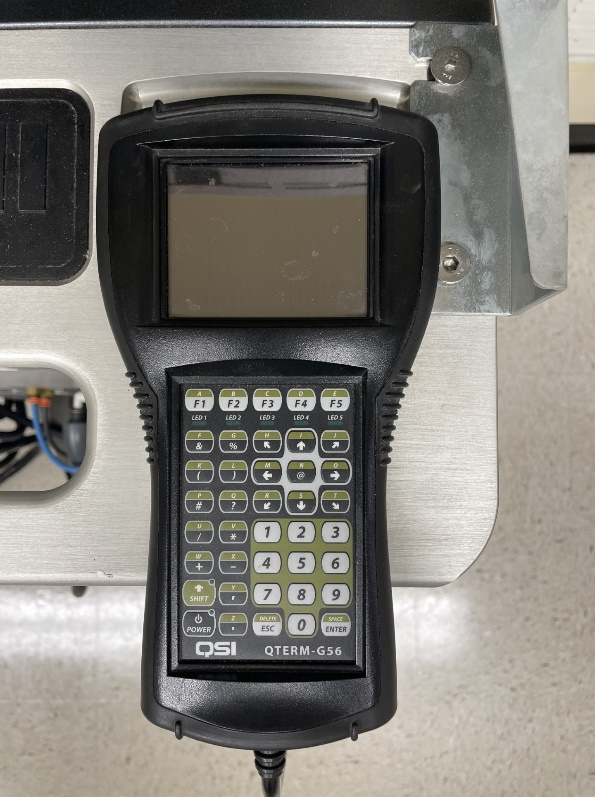 A B C D E
F1 F2 F3 F4 F5
LED 1 LED 2 LED 3 LED 4 LED 5
F G H I J
& % ↖ ↑ ↗
K L M N O
( ) ← @ →
P Q R S T
# ? ↙ ↓ ↘
U V
/ * 1 2 3
W X
+ − 4 5 6
Y
SHIFT 7 8 9
Z DELETE SPACE
POWER . ESC 0 ENTER
QSI QTERM-G56